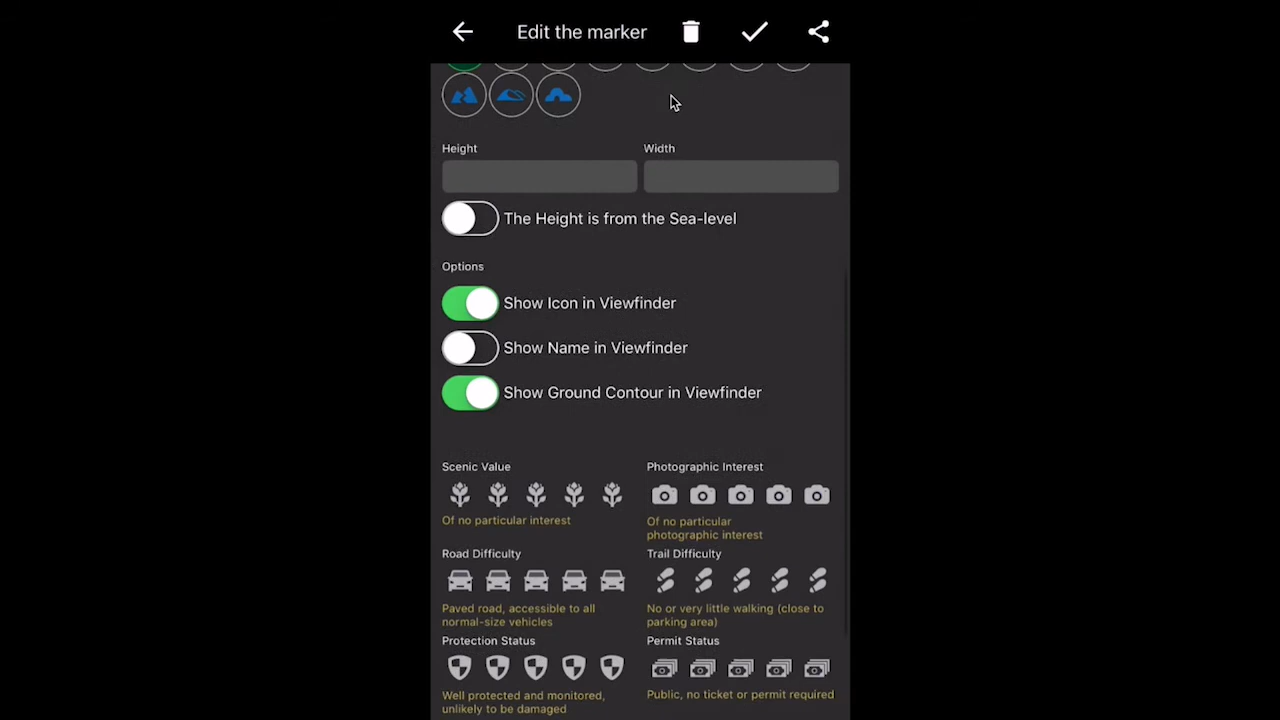 Edit the marker
Height Width
The Height is from the Sea-level
Options
Show Icon in Viewfinder
Show Name in Viewfinder
Show Ground Contour in Viewfinder
Scenic Value
Of no particular interest
Photographic Interest
Of no particular
photographic interest
Road Difficulty
Paved road, accessible to all
normal-size vehicles
Trail Difficulty
No or very little walking (close to
parking area)
Protection Status
Well protected and monitored,
unlikely to be damaged
Permit Status
Public, no ticket or permit required